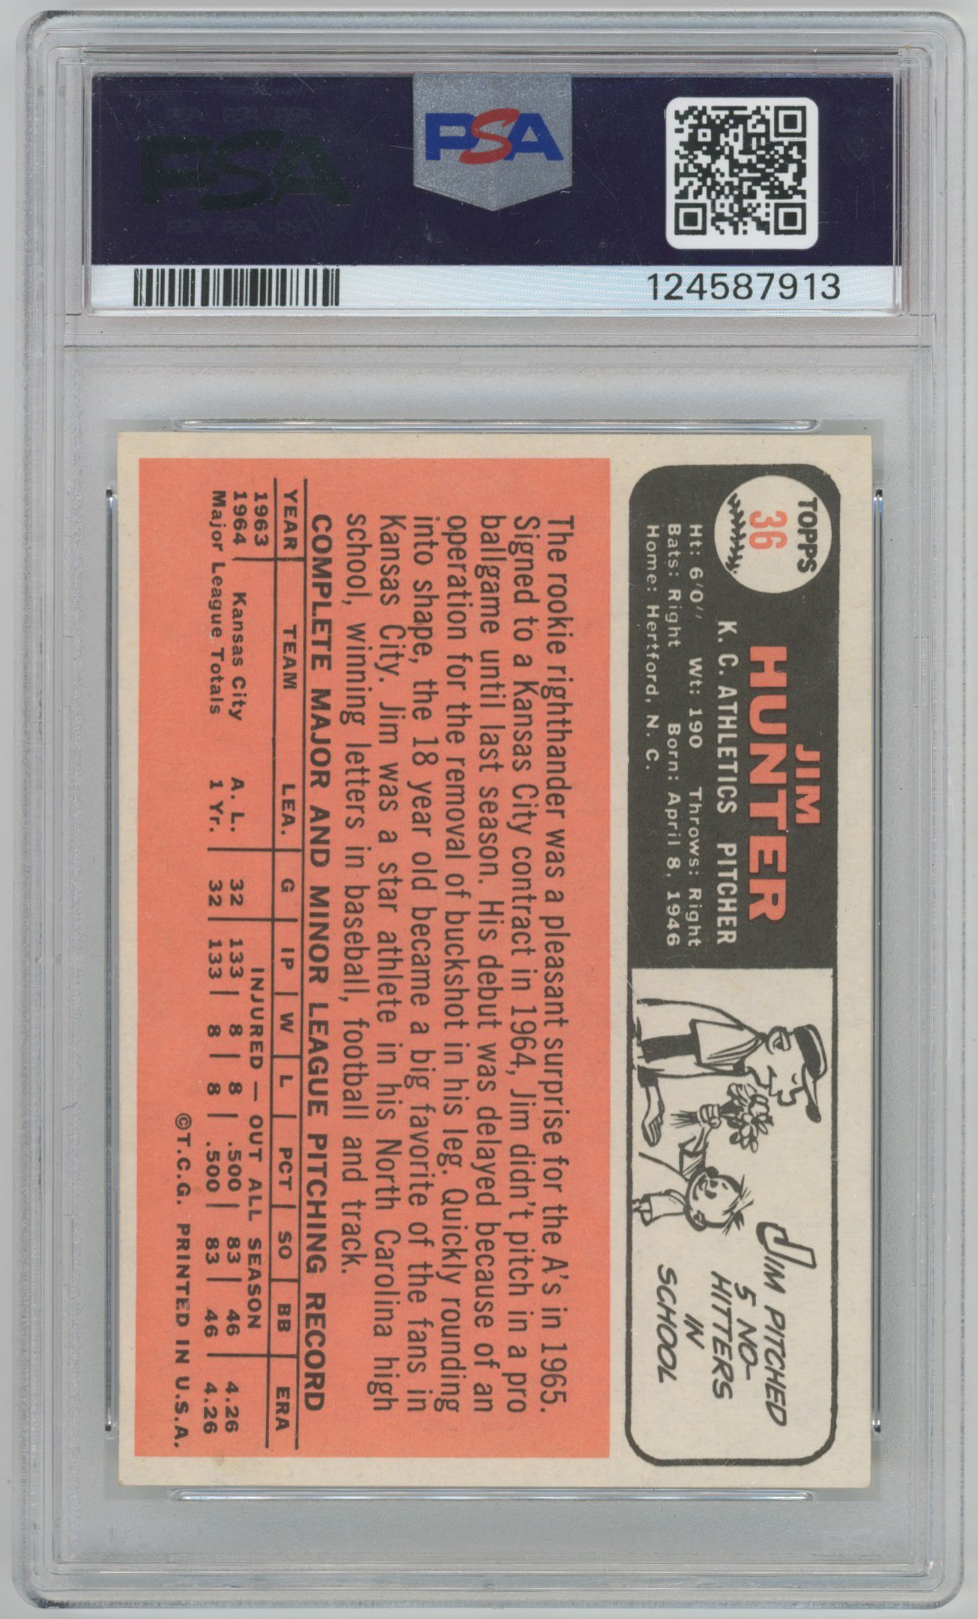 PSA
PSA
124587913
TOPPS
36
JIM
HUNTER
K. C. ATHLETICS PITCHER
Ht: 6'0" Wt: 190 Throws: Right
Bats: Right Born: April 8, 1946
Home: Hertford, N. C.
JIM PITCHED
5 NO-
HITTERS
IN
SCHOOL
The rookie righthander was a pleasant surprise for the A's in 1965.
Signed to a Kansas City contract in 1964, Jim didn't pitch in a pro
ballgame until last season. His debut was delayed because of an
operation for the removal of buckshot in his leg. Quickly rounding
into shape, the 18 year old became a big favorite of the fans in
Kansas City. Jim was a star athlete in his North Carolina high
school, winning letters in baseball, football and track.
COMPLETE MAJOR AND MINOR LEAGUE PITCHING RECORD
YEAR TEAM LEA. G IP W L PCT SO BB ERA
1963 INJURED — OUT ALL SEASON
1964 Kansas City A. L. 32 133 8 8 .500 83 46 4.26
Major League Totals 1 Yr. 32 133 8 8 .500 83 46 4.26
©T.C.G. PRINTED IN U.S.A.